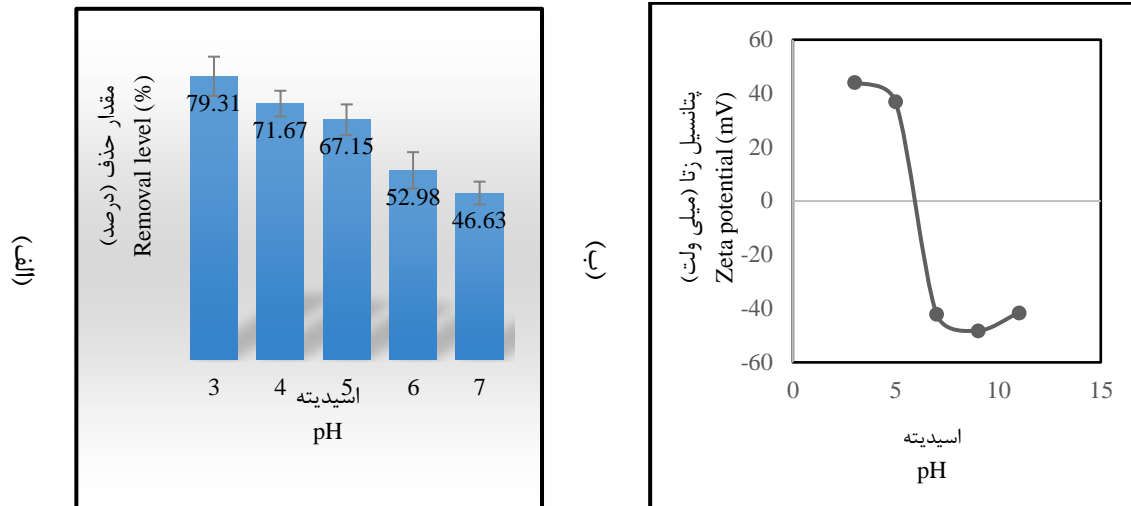 (الف)
مقدار حذف (درصد)
Removal level (%)
79.31
71.67
67.15
52.98
46.63
3 4 5 6 7
اسیدیته
pH
(ب)
پتانسیل زتا (میلی ولت)
Zeta potential (mV)
60
40
20
0
-20
-40
-60
0 5 10 15
اسیدیته
pH